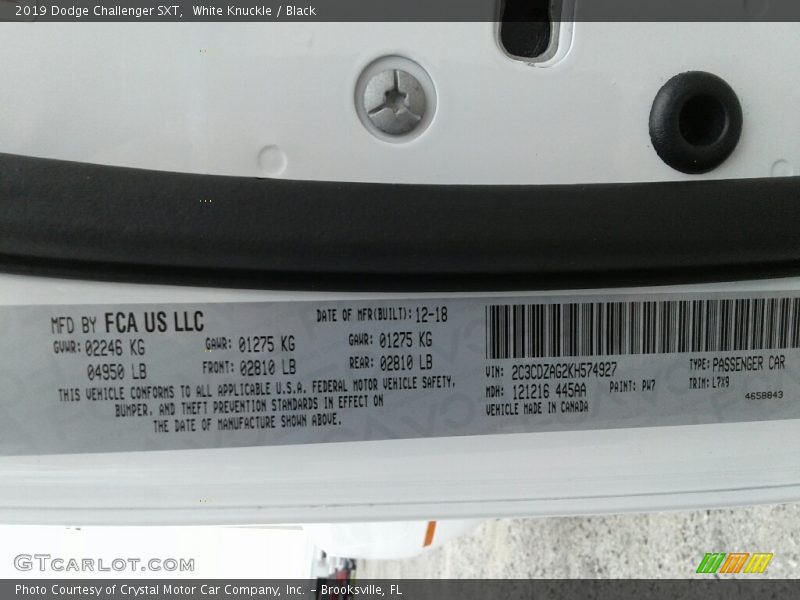 2019 Dodge Challenger SXT, White Knuckle / Black
MFD BY FCA US LLC
DATE OF MFR(BUILT): 12-18
GVWR: 02246 KG GAWR: 01275 KG GAWR: 01275 KG
04950 LB FRONT: 02810 LB REAR: 02810 LB
THIS VEHICLE CONFORMS TO ALL APPLICABLE U.S.A. FEDERAL MOTOR VEHICLE SAFETY,
BUMPER, AND THEFT PREVENTION STANDARDS IN EFFECT ON
THE DATE OF MANUFACTURE SHOWN ABOVE.
VIN: 2C3CDZAG2KH574927 TYPE: PASSENGER CAR
MDH: 121216 445AA PAINT: PW7 TRIM: L7X9
VEHICLE MADE IN CANADA
4658843
GTCARLOT.COM
Photo Courtesy of Crystal Motor Car Company, Inc. – Brooksville, FL